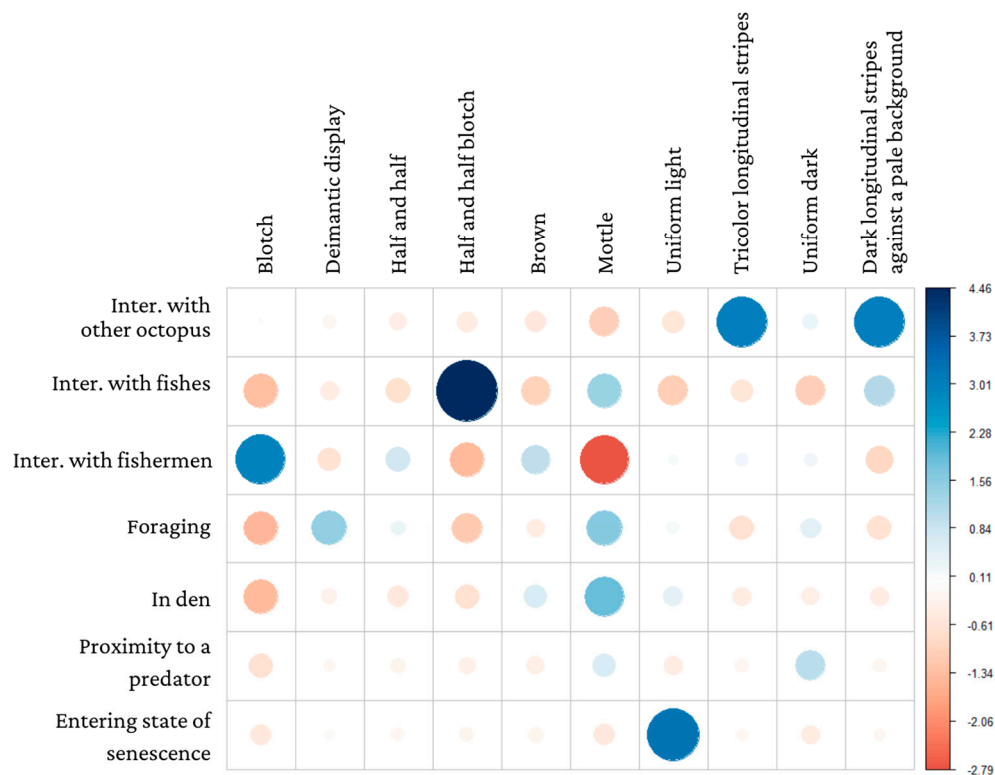 Blotch
Deimantic display
Half and half
Half and half blotch
Brown
Mottle
Uniform light
Tricolor longitudinal stripes
Uniform dark
Dark longitudinal stripes
against a pale background
Inter. with
other octopus
Inter. with fishes
Inter. with fishermen
Foraging
In den
Proximity to a
predator
Entering state of
senescence
4.46
3.73
3.01
2.28
1.56
0.84
0.11
-0.61
-1.34
-2.06
-2.79